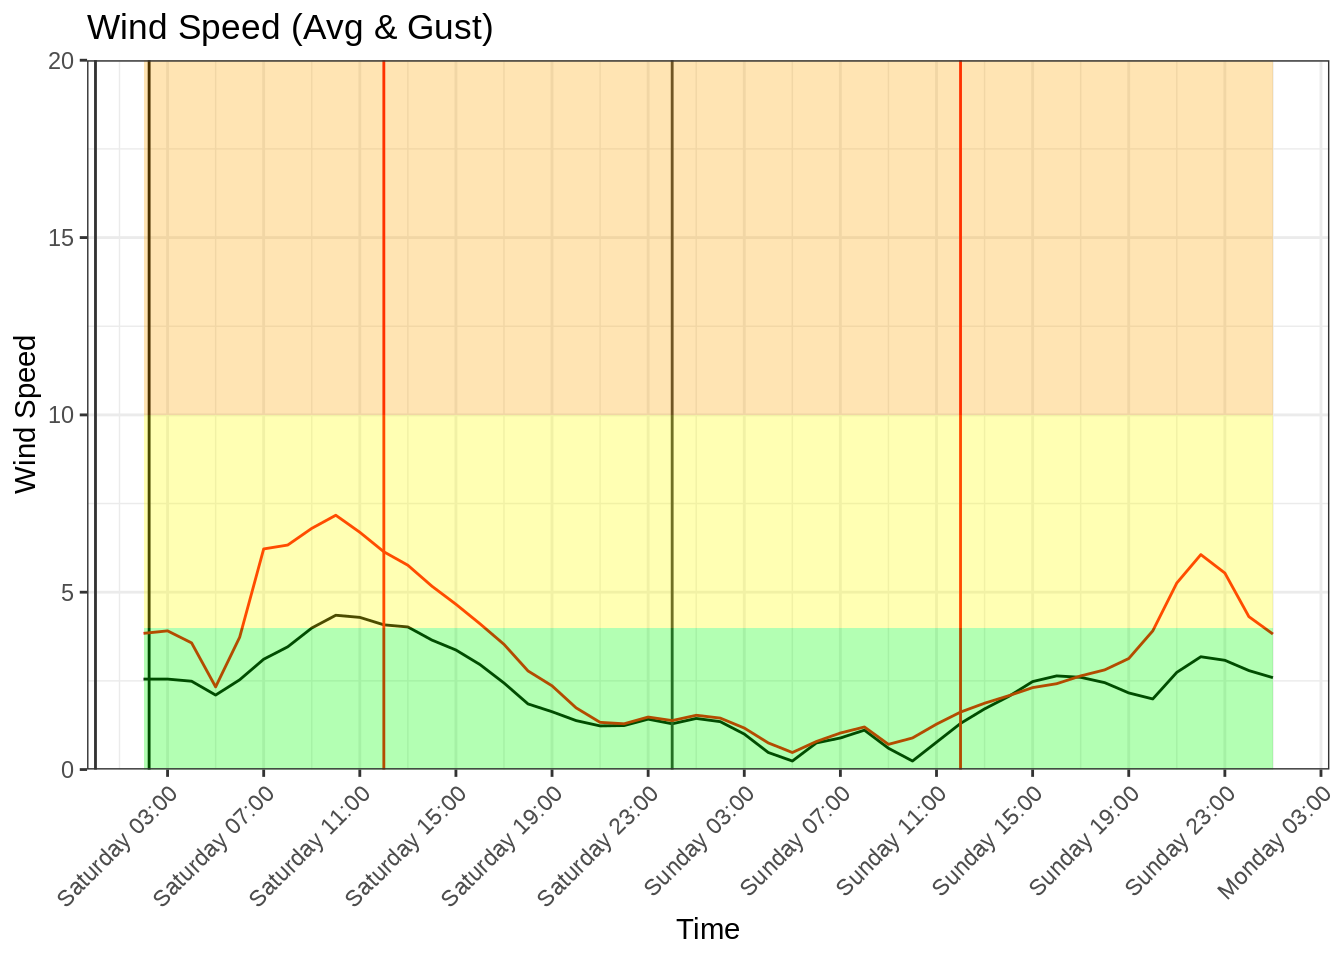 Wind Speed (Avg & Gust)
20
15
10
5
0
Wind Speed
Saturday 03:00
Saturday 07:00
Saturday 11:00
Saturday 15:00
Saturday 19:00
Saturday 23:00
Sunday 03:00
Sunday 07:00
Sunday 11:00
Sunday 15:00
Sunday 19:00
Sunday 23:00
Monday 03:00
Time